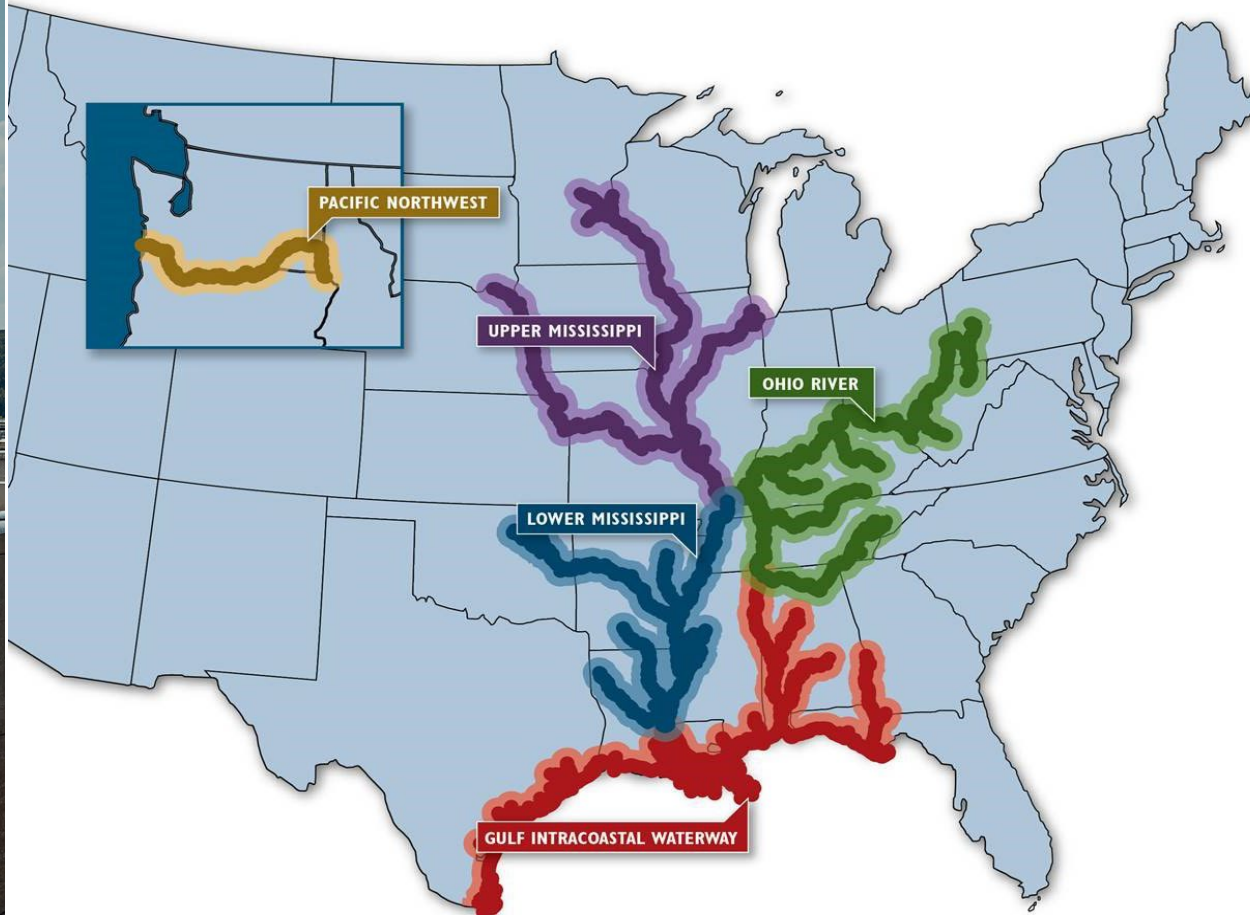 PACIFIC NORTHWEST
UPPER MISSISSIPPI
OHIO RIVER
LOWER MISSISSIPPI
GULF INTRACOASTAL WATERWAY